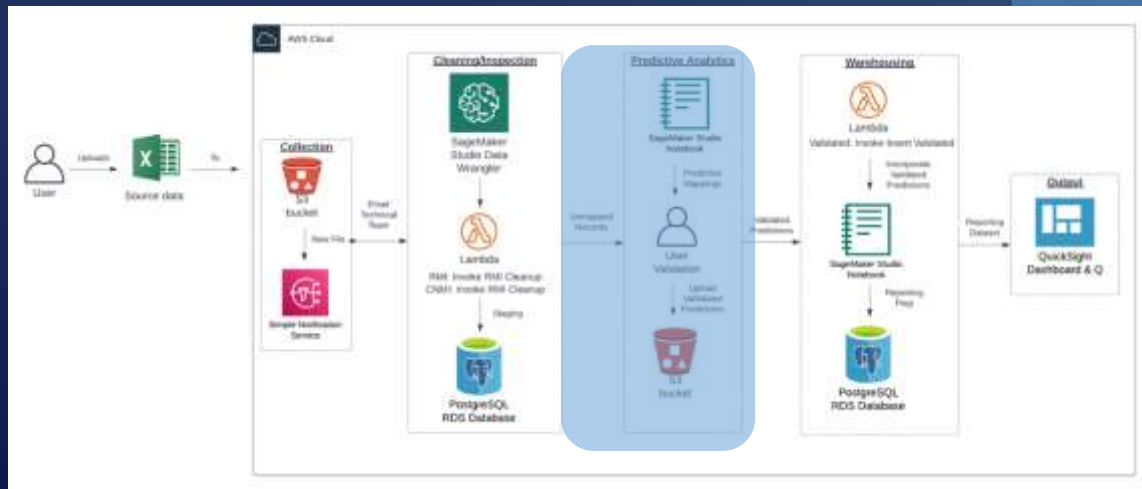 AWS Cloud
User
Uploads
Source data
To
Collection
S3
bucket
New File
Simple Notification
Service
Email
Technical
Team
Cleaning/Inspection
SageMaker
Studio Data
Wrangler
Lambda
RMI: Invoke RMI Cleanup
CNMI: Invoke RMI Cleanup
Staging
PostgreSQL
RDS Database
Unmapped
Records
Predictive Analytics
SageMaker Studio
Notebook
Predictive
Mappings
User
Validation
Upload
Validated
Predictions
S3
bucket
Validated
Predictions
Warehousing
Lambda
Validated: Invoke Insert Validated
Incorporate
Validated
Predictions
SageMaker Studio
Notebook
Reporting
Prep
PostgreSQL
RDS Database
Reporting
Dataset
Output
QuickSight
Dashboard & Q